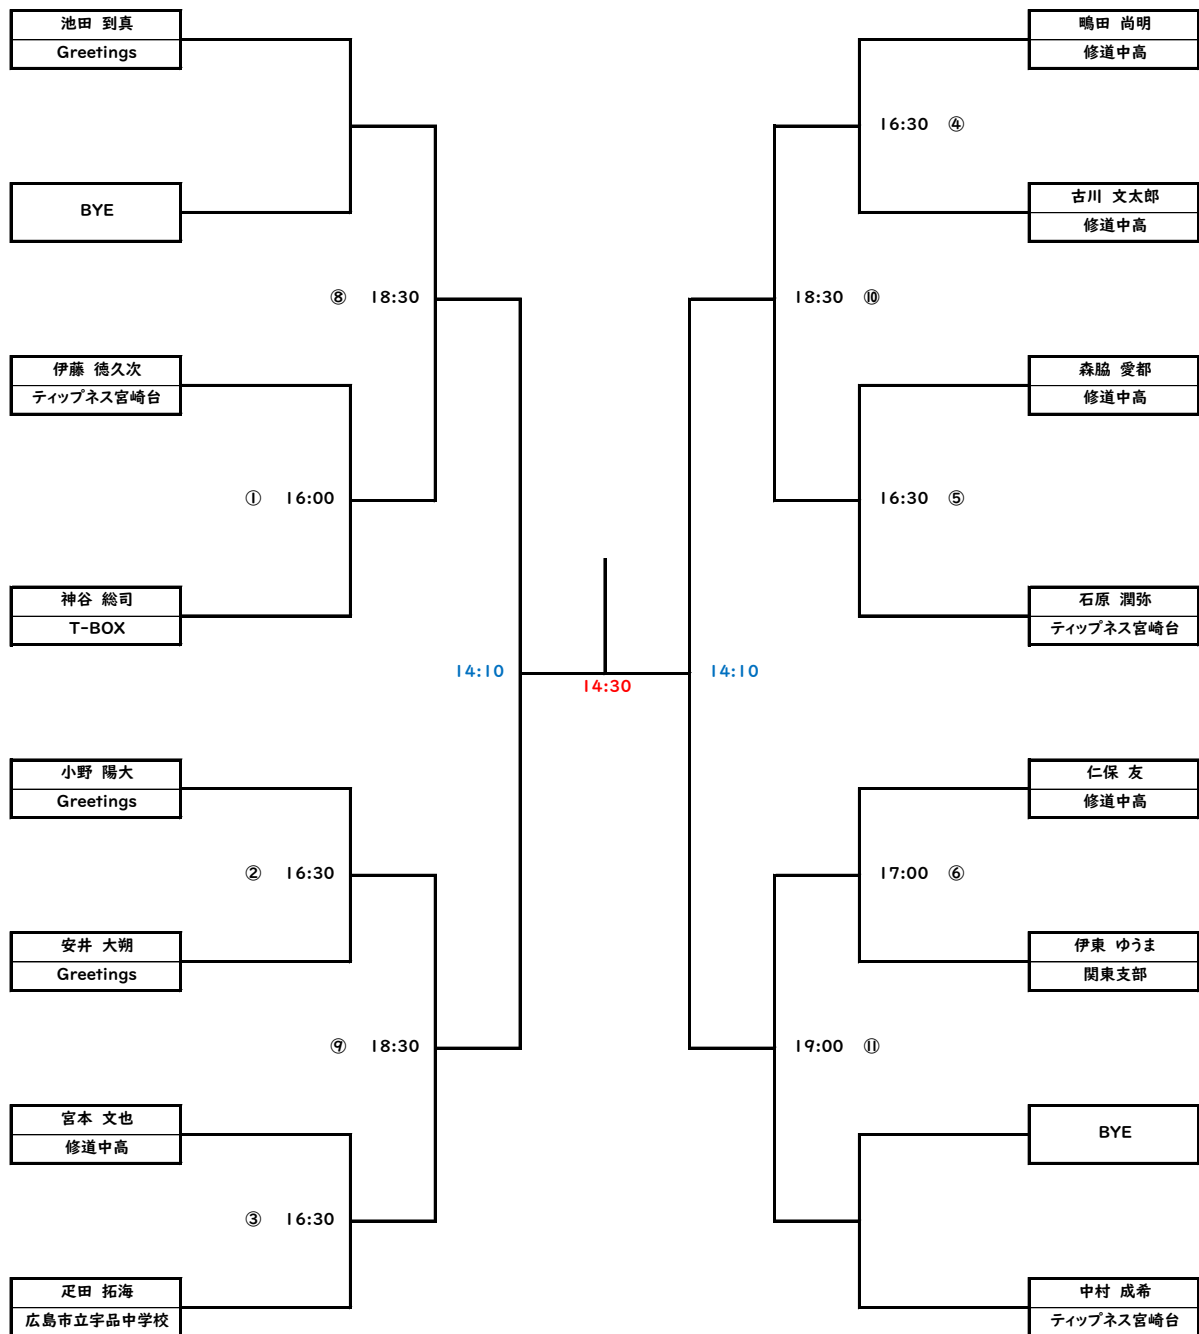 池田 到真
Greetings
BYE
⑧ 18:30
伊藤 徳久次
ティップネス宮崎台
① 16:00
神谷 総司
T-BOX
14:10
小野 陽大
Greetings
② 16:30
安井 大朔
Greetings
⑨ 18:30
宮本 文也
修道中高
③ 16:30
疋田 拓海
広島市立宇品中学校
14:30
鴫田 尚明
修道中高
16:30 ④
古川 文太郎
修道中高
18:30 ⑩
森脇 愛都
修道中高
16:30 ⑤
石原 潤弥
ティップネス宮崎台
14:10
仁保 友
修道中高
17:00 ⑥
伊東 ゆうま
関東支部
19:00 ⑪
BYE
中村 成希
ティップネス宮崎台